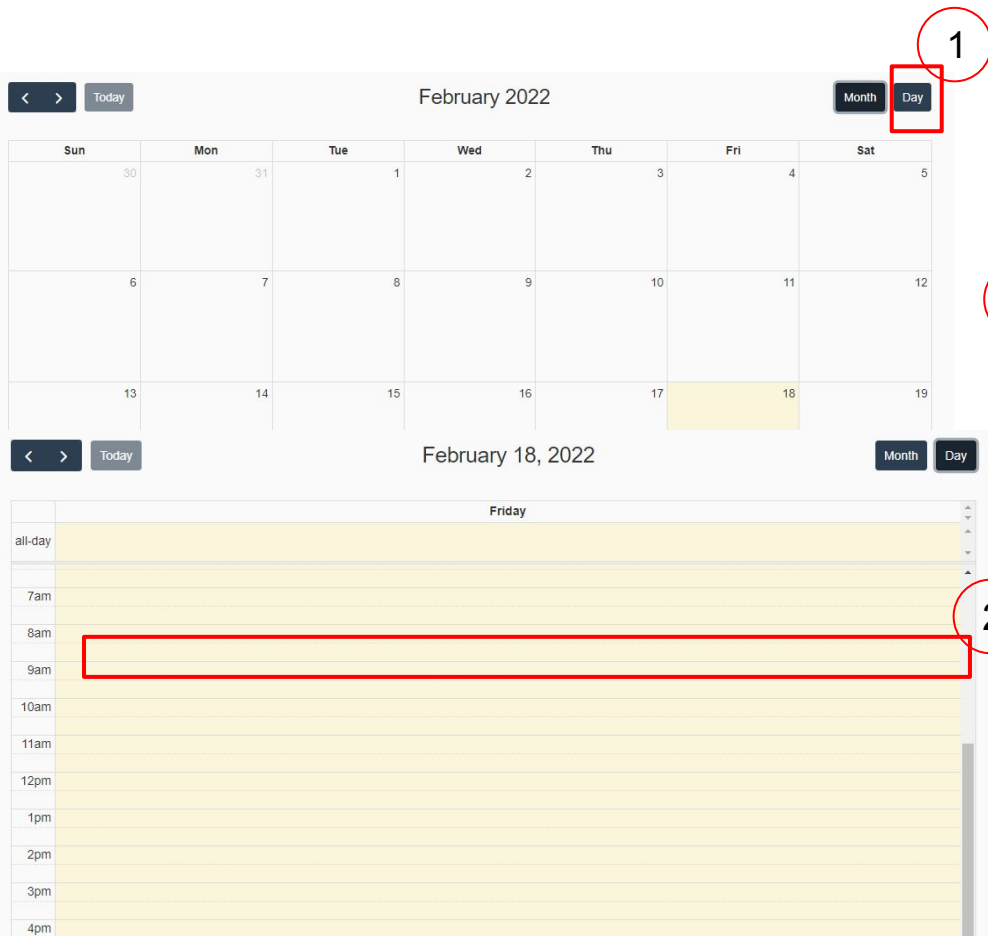 1
Today February 2022 Month Day
Sun Mon Tue Wed Thu Fri Sat
30 31 1 2 3 4 5
6 7 8 9 10 11 12
13 14 15 16 17 18 19
Today February 18, 2022 Month Day
Friday
all-day
7am
2
8am
9am
10am
11am
12pm
1pm
2pm
3pm
4pm